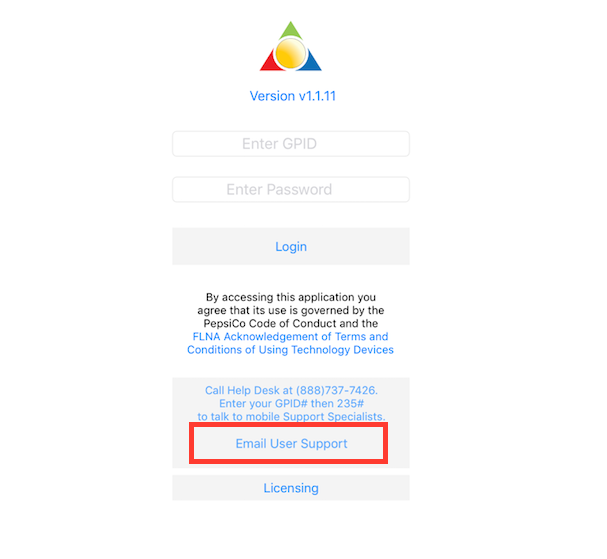 Version v1.1.11
Enter GPID
Enter Password
Login
By accessing this application you
agree that its use is governed by the
PepsiCo Code of Conduct and the
FLNA Acknowledgement of Terms and
Conditions of Using Technology Devices
Call Help Desk at (888)737-7426.
Enter your GPID# then 235#
to talk to mobile Support Specialists.
Email User Support
Licensing